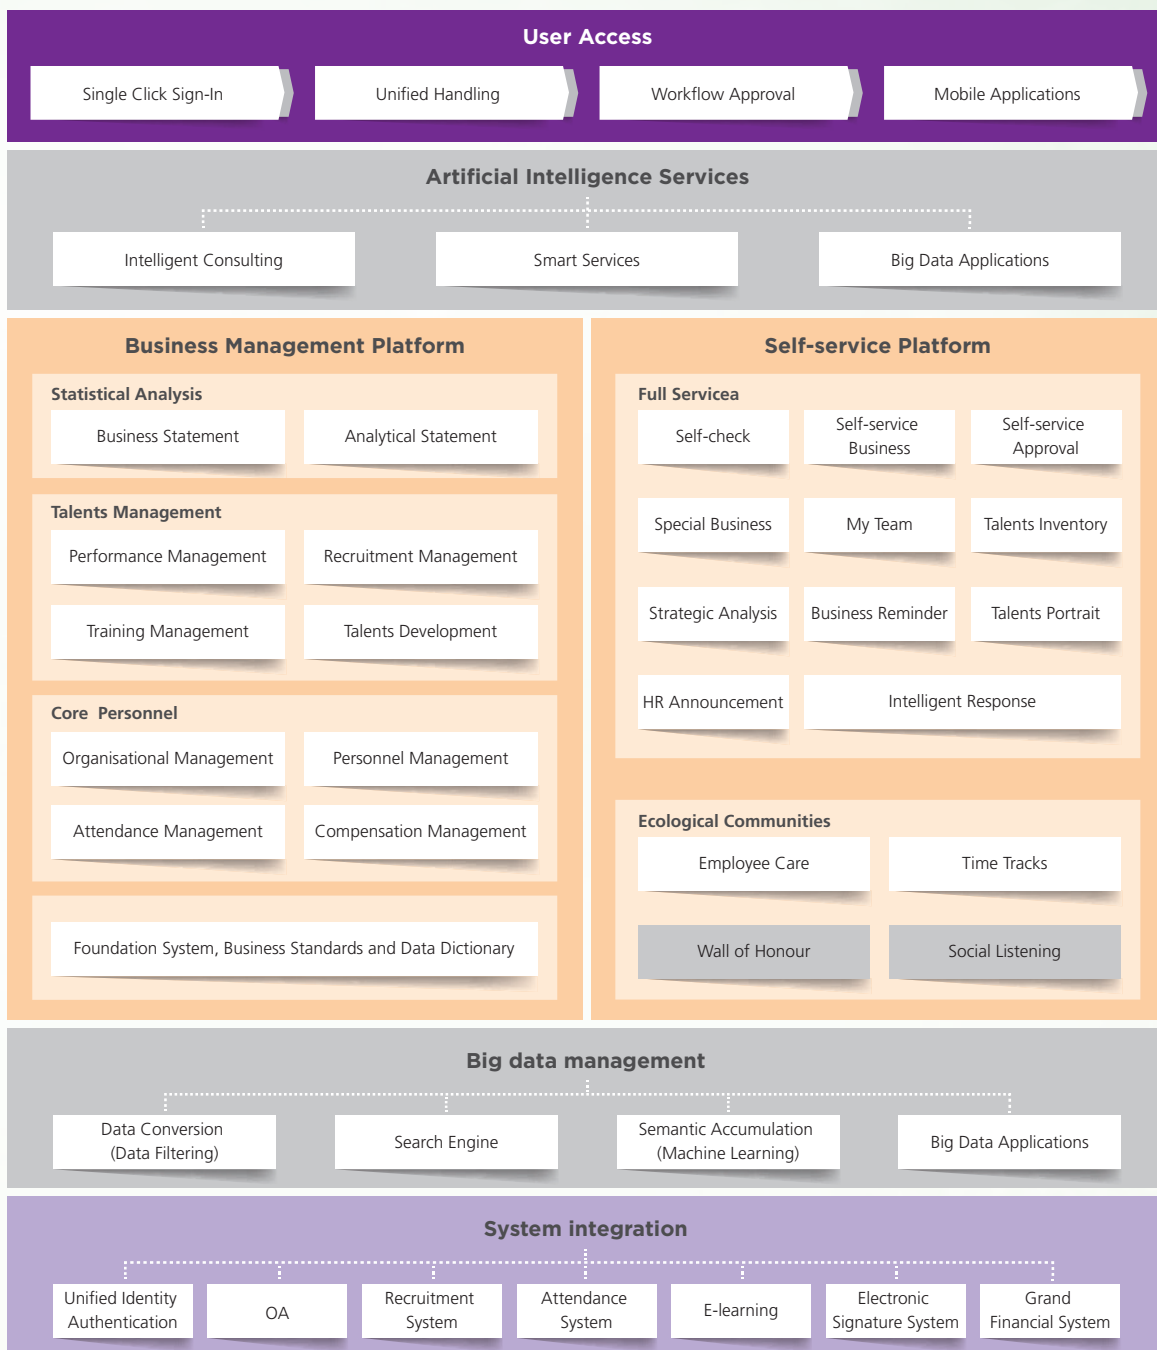 User Access
Single Click Sign-In
Unified Handling
Workflow Approval
Mobile Applications
Artificial Intelligence Services
Intelligent Consulting
Smart Services
Big Data Applications
Business Management Platform
Statistical Analysis
Business Statement
Analytical Statement
Talents Management
Performance Management
Recruitment Management
Training Management
Talents Development
Core Personnel
Organisational Management
Personnel Management
Attendance Management
Compensation Management
Foundation System, Business Standards and Data Dictionary
Self-service Platform
Full Servicea
Self-check
Self-service
Business
Self-service
Approval
Special Business
My Team
Talents Inventory
Strategic Analysis
Business Reminder
Talents Portrait
HR Announcement
Intelligent Response
Ecological Communities
Employee Care
Time Tracks
Wall of Honour
Social Listening
Big data management
Data Conversion
(Data Filtering)
Search Engine
Semantic Accumulation
(Machine Learning)
Big Data Applications
System integration
Unified Identity
Authentication
OA
Recruitment
System
Attendance
System
E-learning
Electronic
Signature System
Grand
Financial System